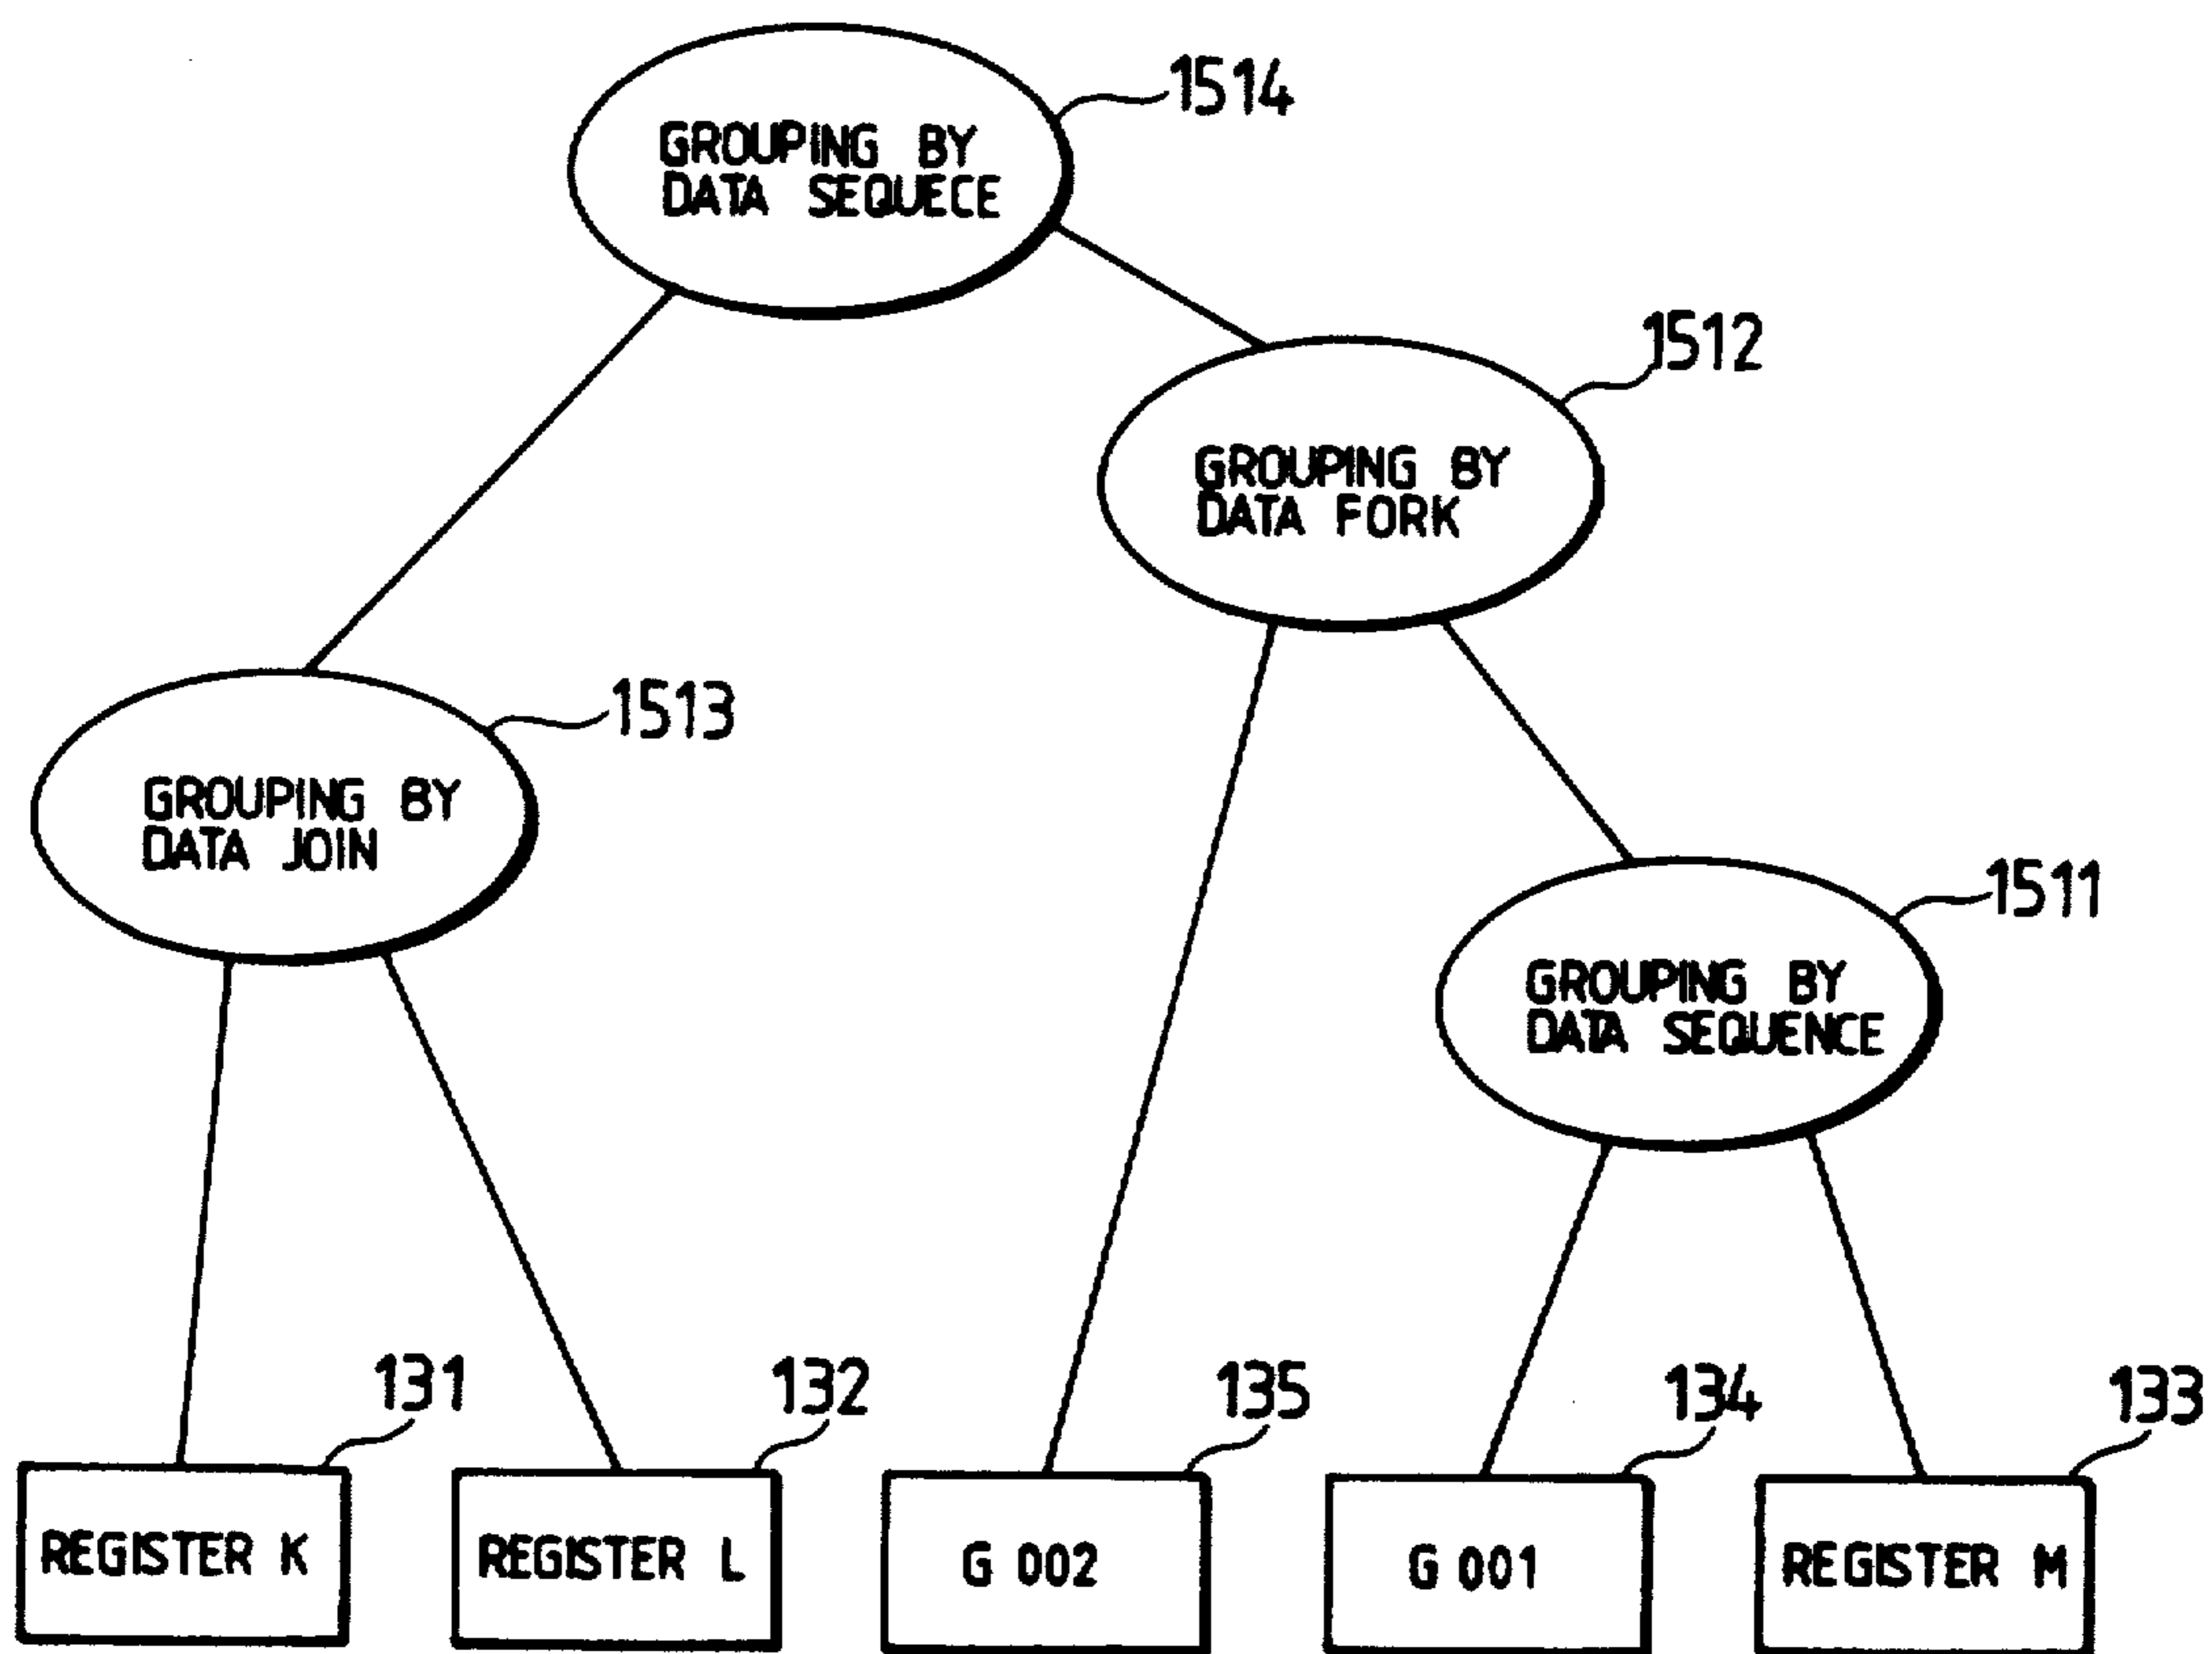 1514
GROUPING BY
DATA SEQUECE
1512
GROUPING BY
DATA FORK
1513
GROUPING BY
DATA JOIN
1511
GROUPING BY
DATA SEQUENCE
131
132
135
134
133
REGISTER K
REGISTER L
G 002
G 001
REGISTER M